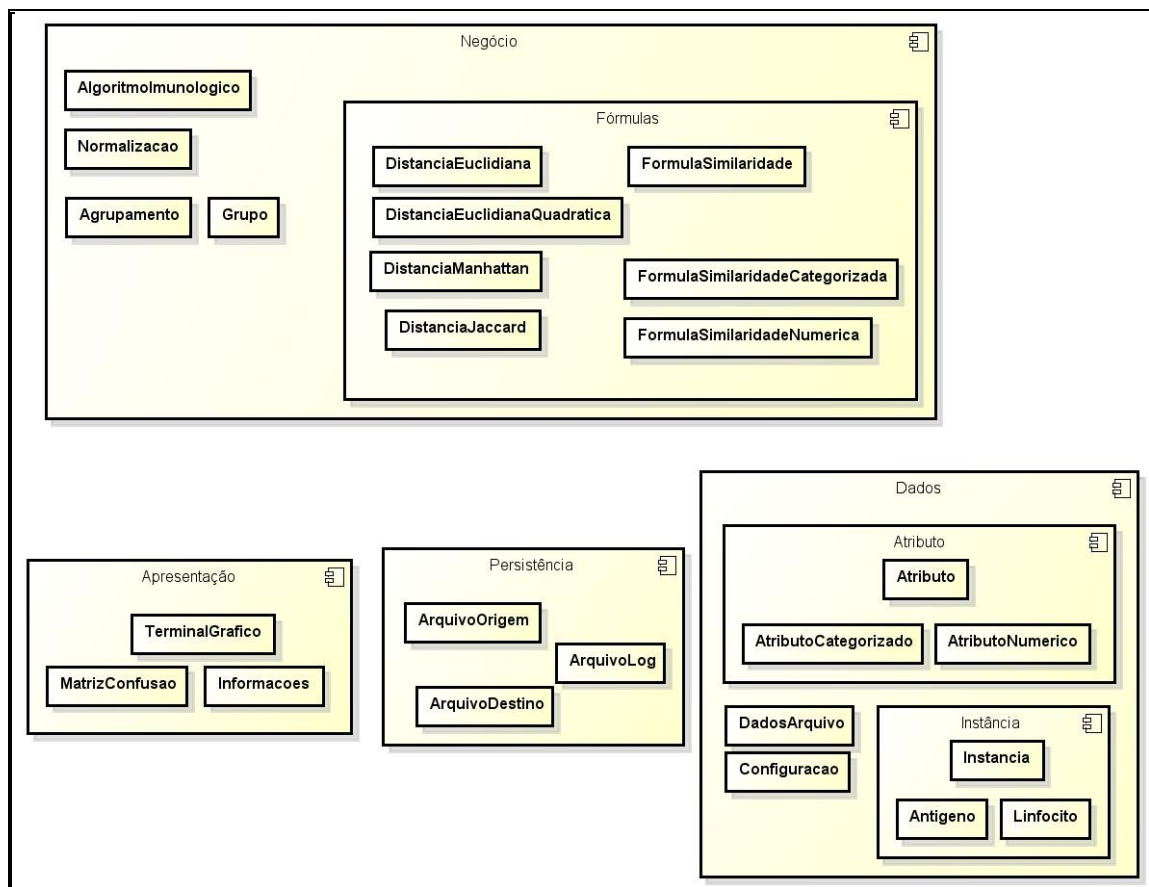 Negócio
AlgoritmoImunologico
Normalizacao
Agrupamento
Grupo
Fórmulas
DistanciaEuclidiana
FormulaSimilaridade
DistanciaEuclidianaQuadratica
DistanciaManhattan
FormulaSimilaridadeCategorizada
DistanciaJaccard
FormulaSimilaridadeNumerica
Apresentação
TerminalGrafico
MatrizConfusao
Informacoes
Persistência
ArquivoOrigem
ArquivoLog
ArquivoDestino
Dados
Atributo
Atributo
AtributoCategorizado
AtributoNumerico
DadosArquivo
Configuracao
Instância
Instancia
Antigeno
Linfocito